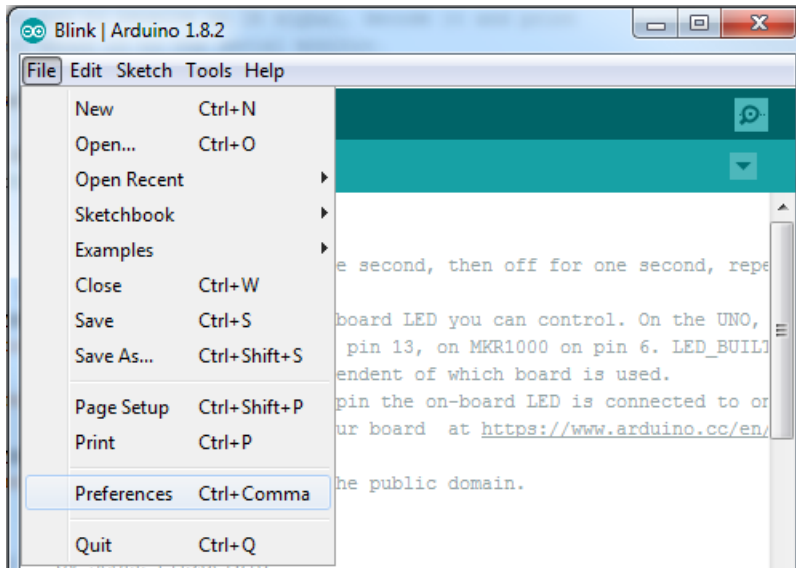 Blink | Arduino 1.8.2
File Edit Sketch Tools Help
New Ctrl+N
Open... Ctrl+O
Open Recent
Sketchbook
Examples
e second, then off for one second, repe
Close Ctrl+W
Save Ctrl+S
board LED you can control. On the UNO,
Save As... Ctrl+Shift+S
pin 13, on MKR1000 on pin 6. LED_BUILT
endent of which board is used.
Page Setup Ctrl+Shift+P
pin the on-board LED is connected to on
Print Ctrl+P
ur board at https://www.arduino.cc/en/
Preferences Ctrl+Comma
he public domain.
Quit Ctrl+Q